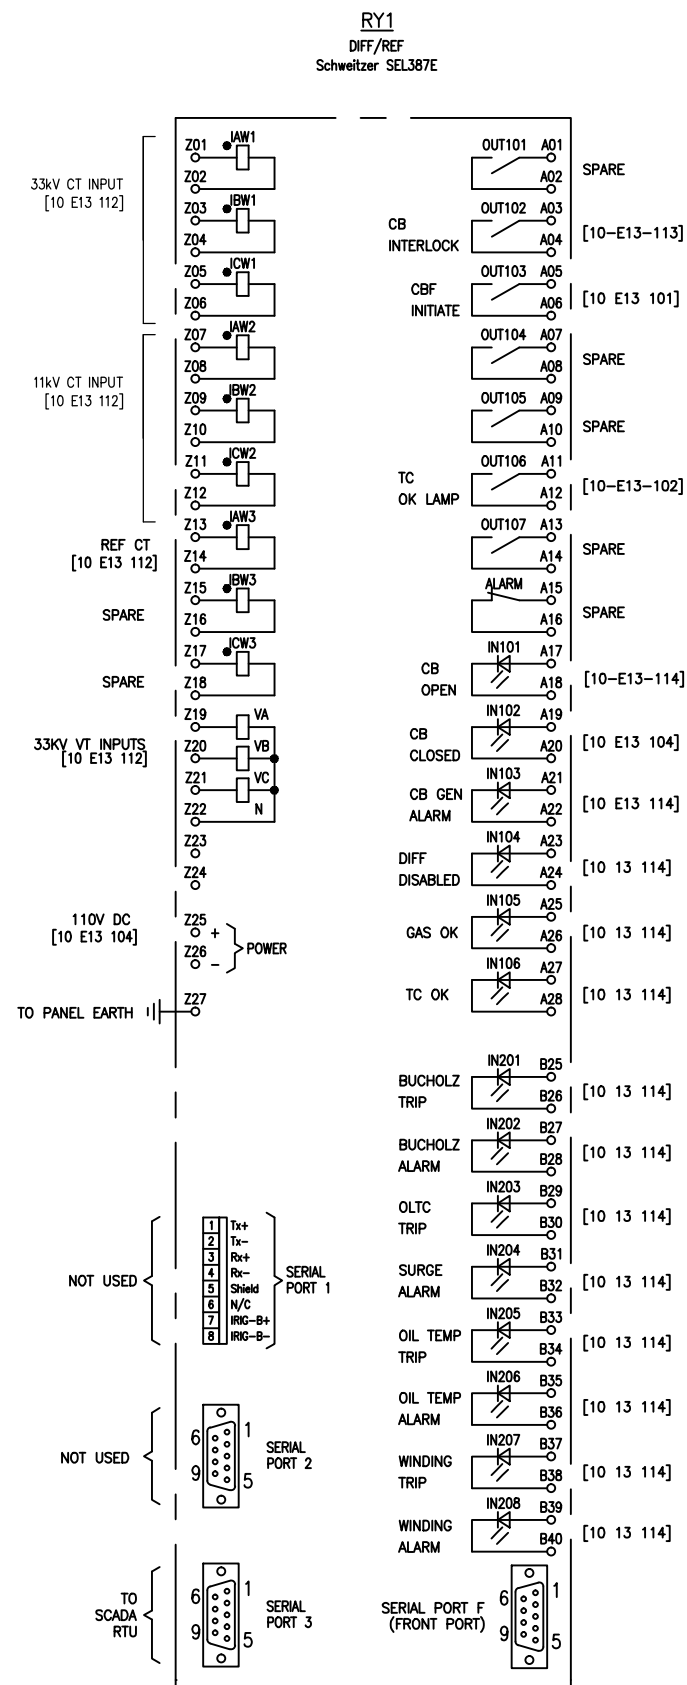 RY1
DIFF/REF
Schweitzer SEL387E
33kV CT INPUT
[10 E13 112]
Z01
IAW1
Z02
Z03
IBW1
Z04
Z05
ICW1
Z06
11kV CT INPUT
[10 E13 112]
Z07
IAW2
Z08
Z09
IBW2
Z10
Z11
ICW2
Z12
REF CT
[10 E13 112]
Z13
IAW3
Z14
SPARE
Z15
IBW3
Z16
SPARE
Z17
ICW3
Z18
33KV VT INPUTS
[10 E13 112]
Z19
VA
Z20
VB
Z21
VC
Z22
N
Z23
Z24
110V DC
[10 E13 104]
Z25
+
Z26
–
POWER
TO PANEL EARTH
Z27
NOT USED
1 Tx+
2 Tx–
3 Rx+
4 Rx–
5 Shield
6 N/C
7 IRIG–B+
8 IRIG–B–
SERIAL
PORT 1
NOT USED
6
9
1
5
SERIAL
PORT 2
TO
SCADA
RTU
6
9
1
5
SERIAL
PORT 3
OUT101
A01
A02
SPARE
CB
INTERLOCK
OUT102
A03
A04
[10–E13–113]
CBF
INITIATE
OUT103
A05
A06
[10 E13 101]
OUT104
A07
A08
SPARE
OUT105
A09
A10
SPARE
TC
OK LAMP
OUT106
A11
A12
[10–E13–102]
OUT107
A13
A14
SPARE
ALARM
A15
A16
SPARE
CB
OPEN
IN101
A17
A18
[10–E13–114]
CB
CLOSED
IN102
A19
A20
[10 E13 104]
CB GEN
ALARM
IN103
A21
A22
[10 E13 114]
DIFF
DISABLED
IN104
A23
A24
[10 13 114]
GAS OK
IN105
A25
A26
[10 13 114]
TC OK
IN106
A27
A28
[10 13 114]
BUCHOLZ
TRIP
IN201
B25
B26
[10 13 114]
BUCHOLZ
ALARM
IN202
B27
B28
[10 13 114]
OLTC
TRIP
IN203
B29
B30
[10 13 114]
SURGE
ALARM
IN204
B31
B32
[10 13 114]
OIL TEMP
TRIP
IN205
B33
B34
[10 13 114]
OIL TEMP
ALARM
IN206
B35
B36
[10 13 114]
WINDING
TRIP
IN207
B37
B38
[10 13 114]
WINDING
ALARM
IN208
B39
B40
[10 13 114]
SERIAL PORT F
(FRONT PORT)
6
9
1
5